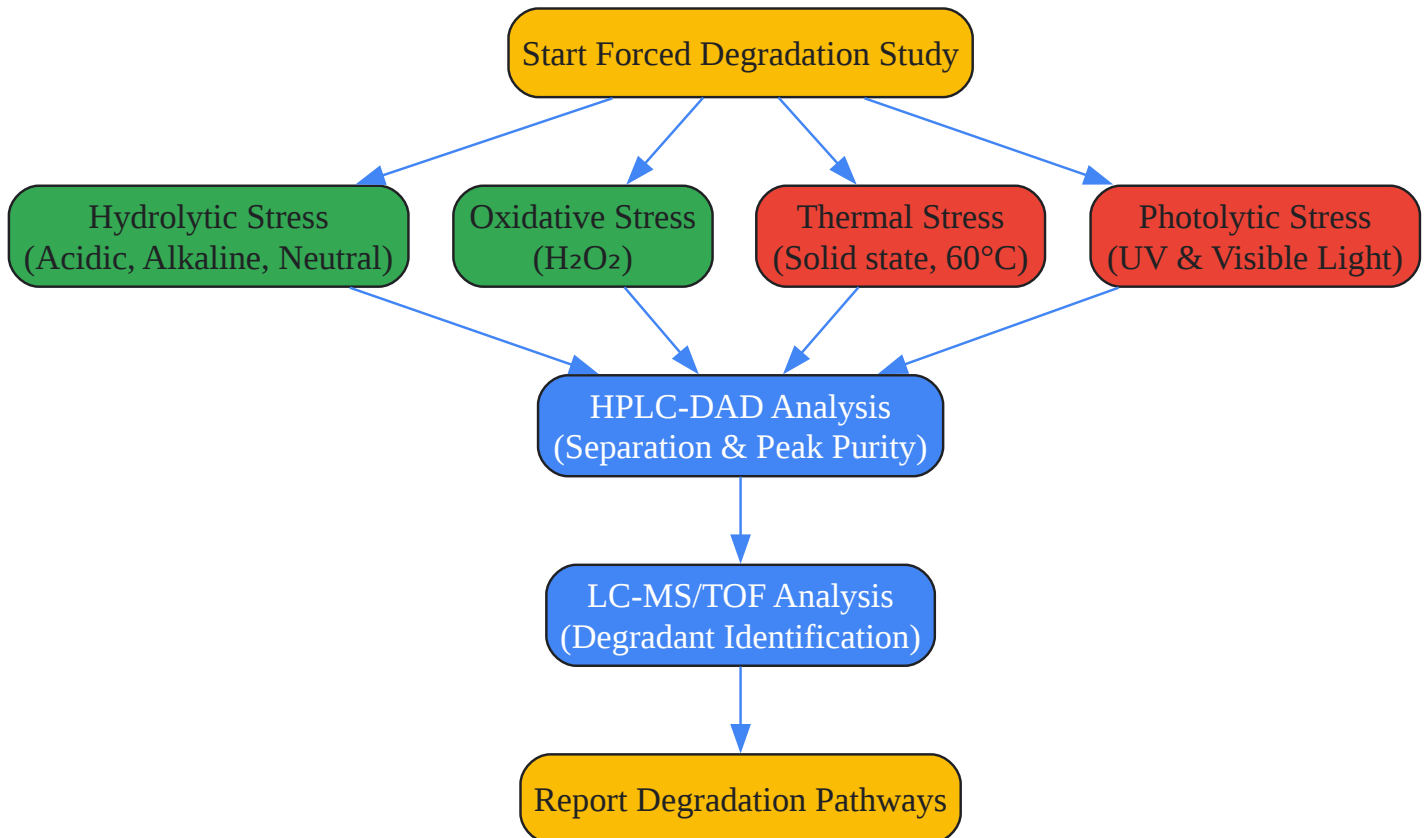 Start Forced Degradation Study
Hydrolytic Stress
(Acidic, Alkaline, Neutral)
Oxidative Stress
(H₂O₂)
Thermal Stress
(Solid state, 60°C)
Photolytic Stress
(UV & Visible Light)
HPLC-DAD Analysis
(Separation & Peak Purity)
LC-MS/TOF Analysis
(Degradant Identification)
Report Degradation Pathways